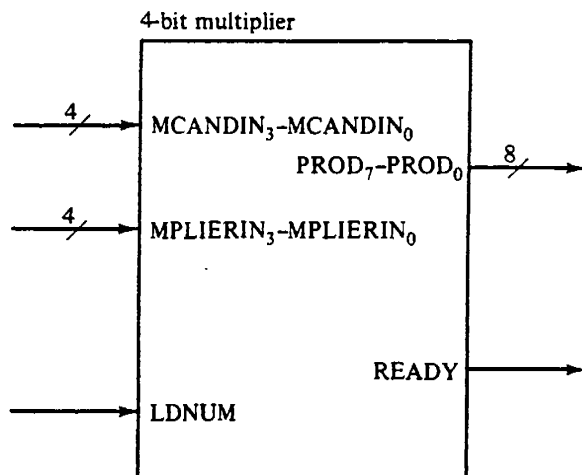 4-bit multiplier
4
MCANDIN₃-MCANDIN₀
PROD₇-PROD₀
8
4
MPLIERIN₃-MPLIERIN₀
READY
LDNUM